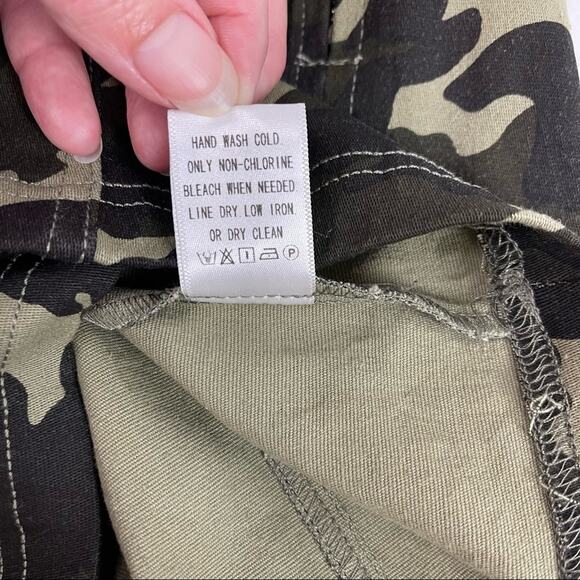 HAND WASH COLD.
ONLY NON-CHLORINE
BLEACH WHEN NEEDED
LINE DRY. LOW IRON.
OR DRY CLEAN
P